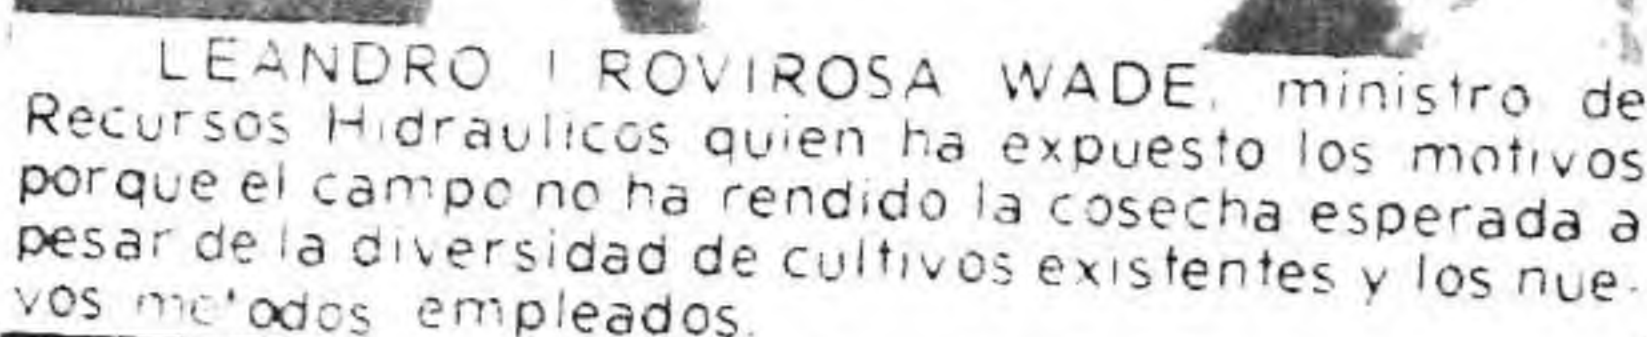 LEANDRO I ROVIROSA WADE, ministro de
Recursos Hidraulicos quien ha expuesto los motivos
porque el campo no ha rendido la cosecha esperada a
pesar de la diversidad de cultivos existentes y los nue-
vos metodos empleados.